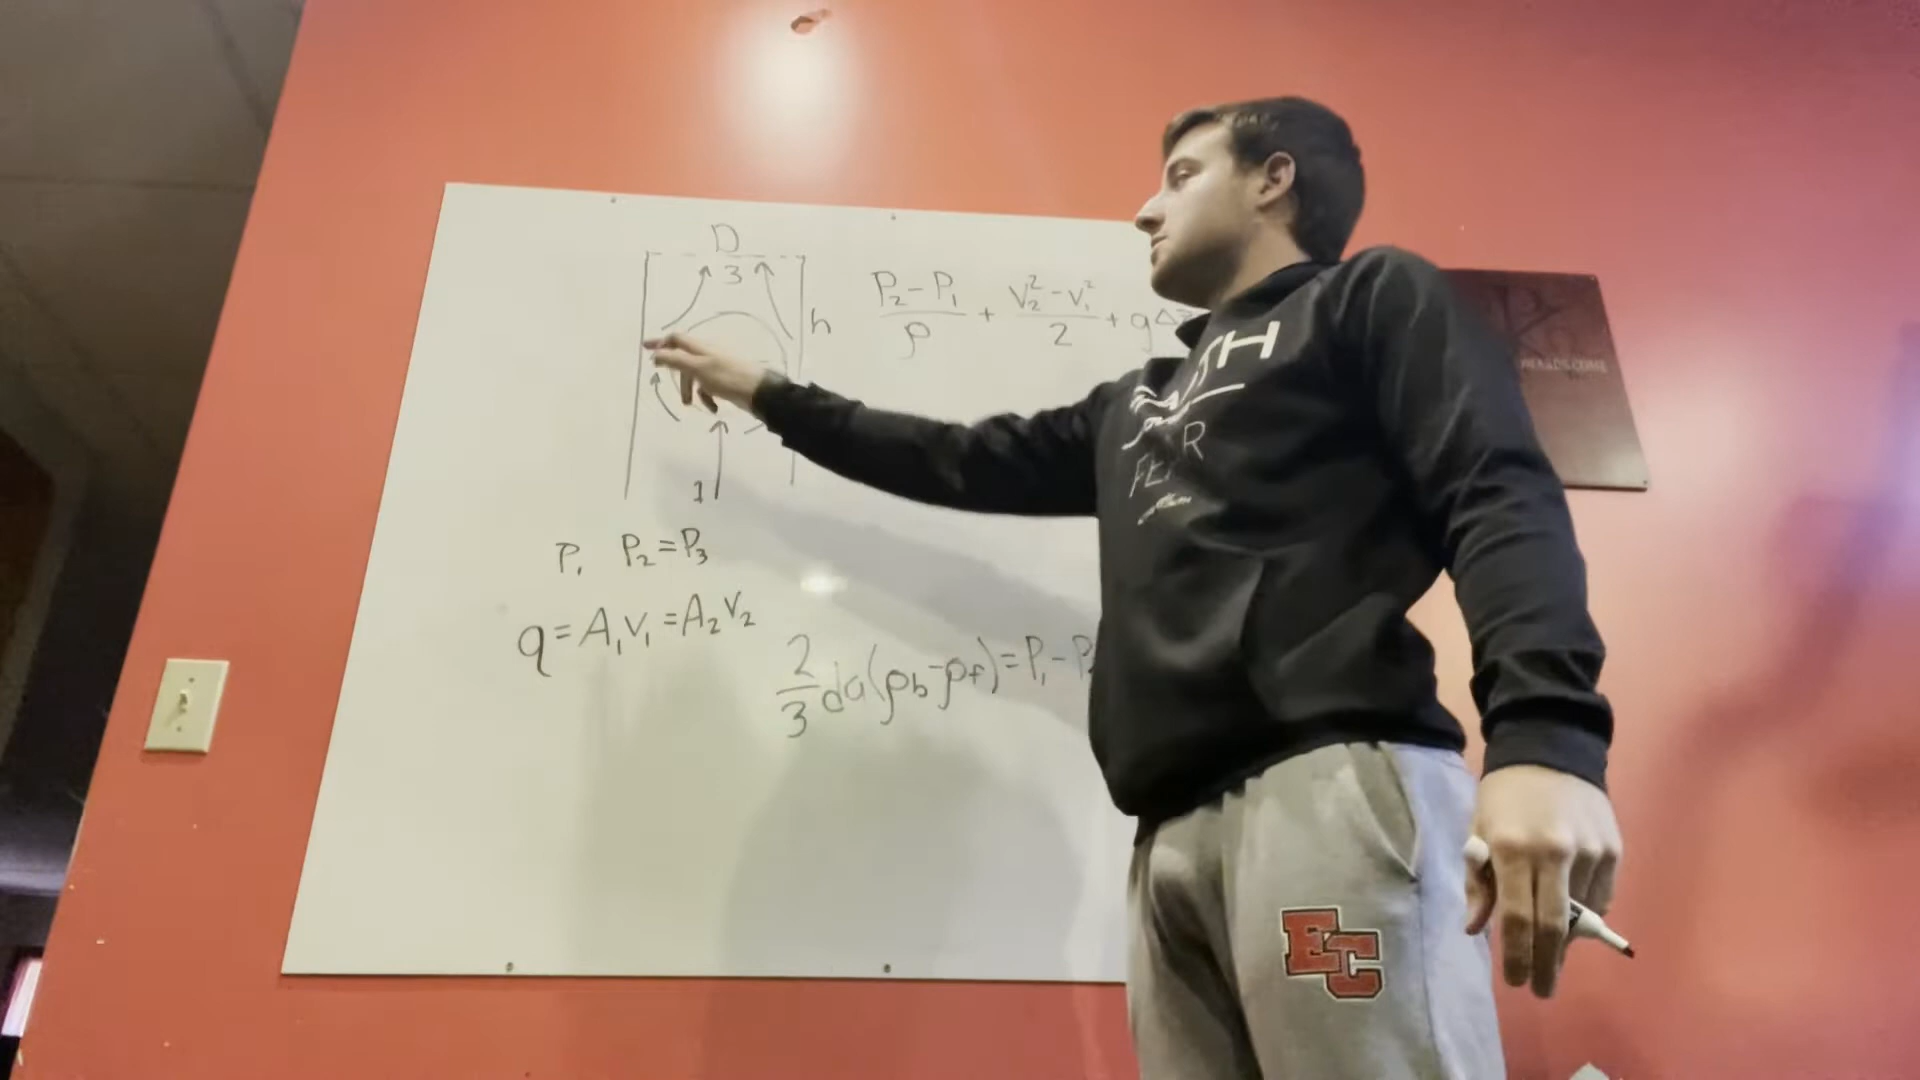 D
3
h
1
P₂-P₁/ρ + V₂²-V₁²/2 + gΔ
P₁ P₂=P₃
q=A₁V₁=A₂V₂
2/3 da(ρb-ρf)=P₁-P
FEAR
EC